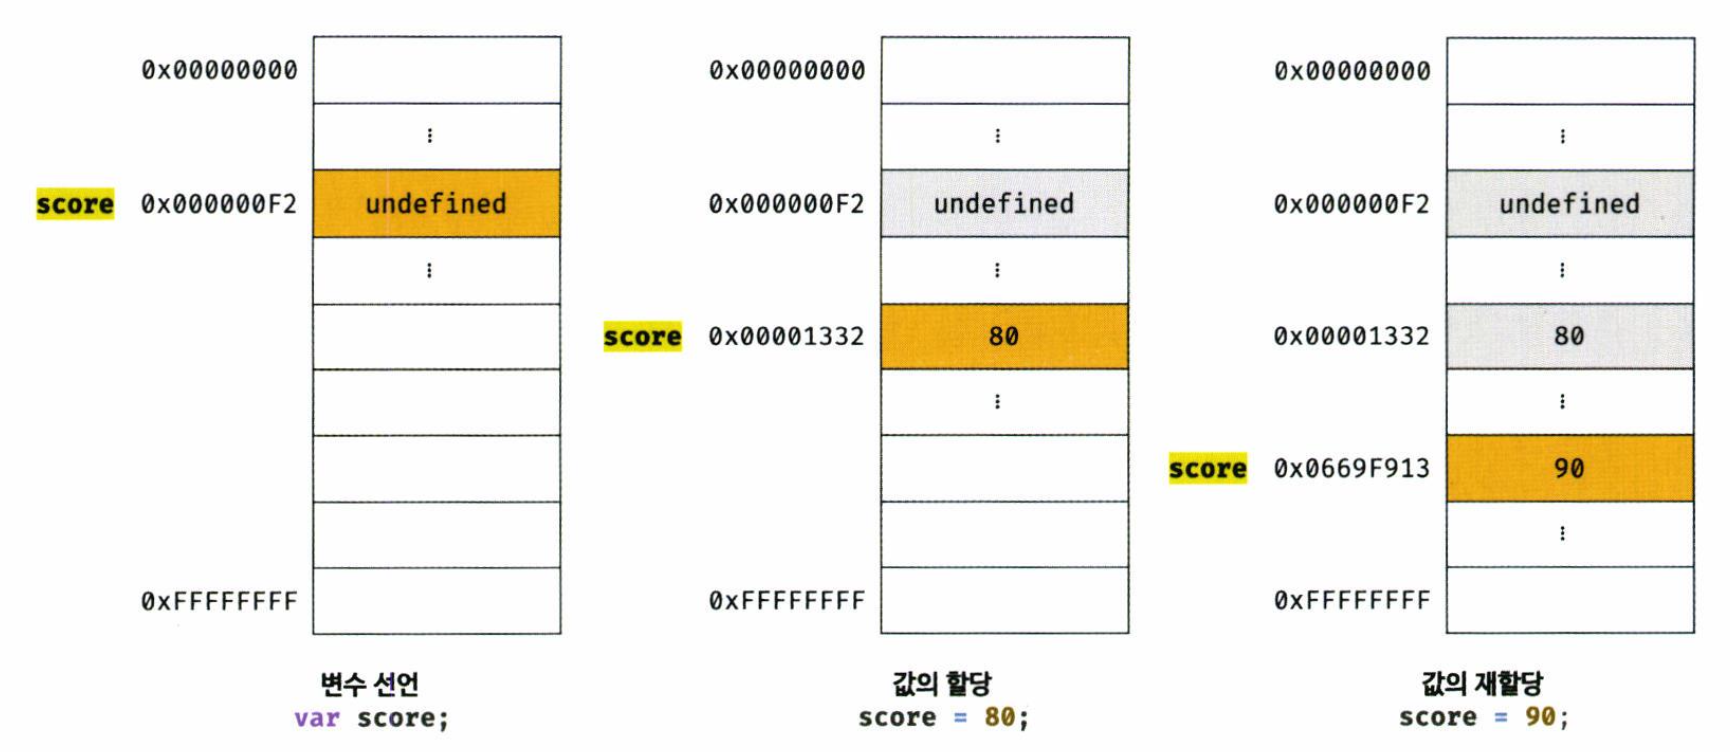 0x00000000
⋮
score 0x000000F2 undefined
⋮
0xFFFFFFFF
변수 선언
var score;
0x00000000
⋮
0x000000F2 undefined
⋮
score 0x00001332 80
⋮
0xFFFFFFFF
값의 할당
score = 80;
0x00000000
⋮
0x000000F2 undefined
⋮
0x00001332 80
⋮
score 0x0669F913 90
⋮
0xFFFFFFFF
값의 재할당
score = 90;